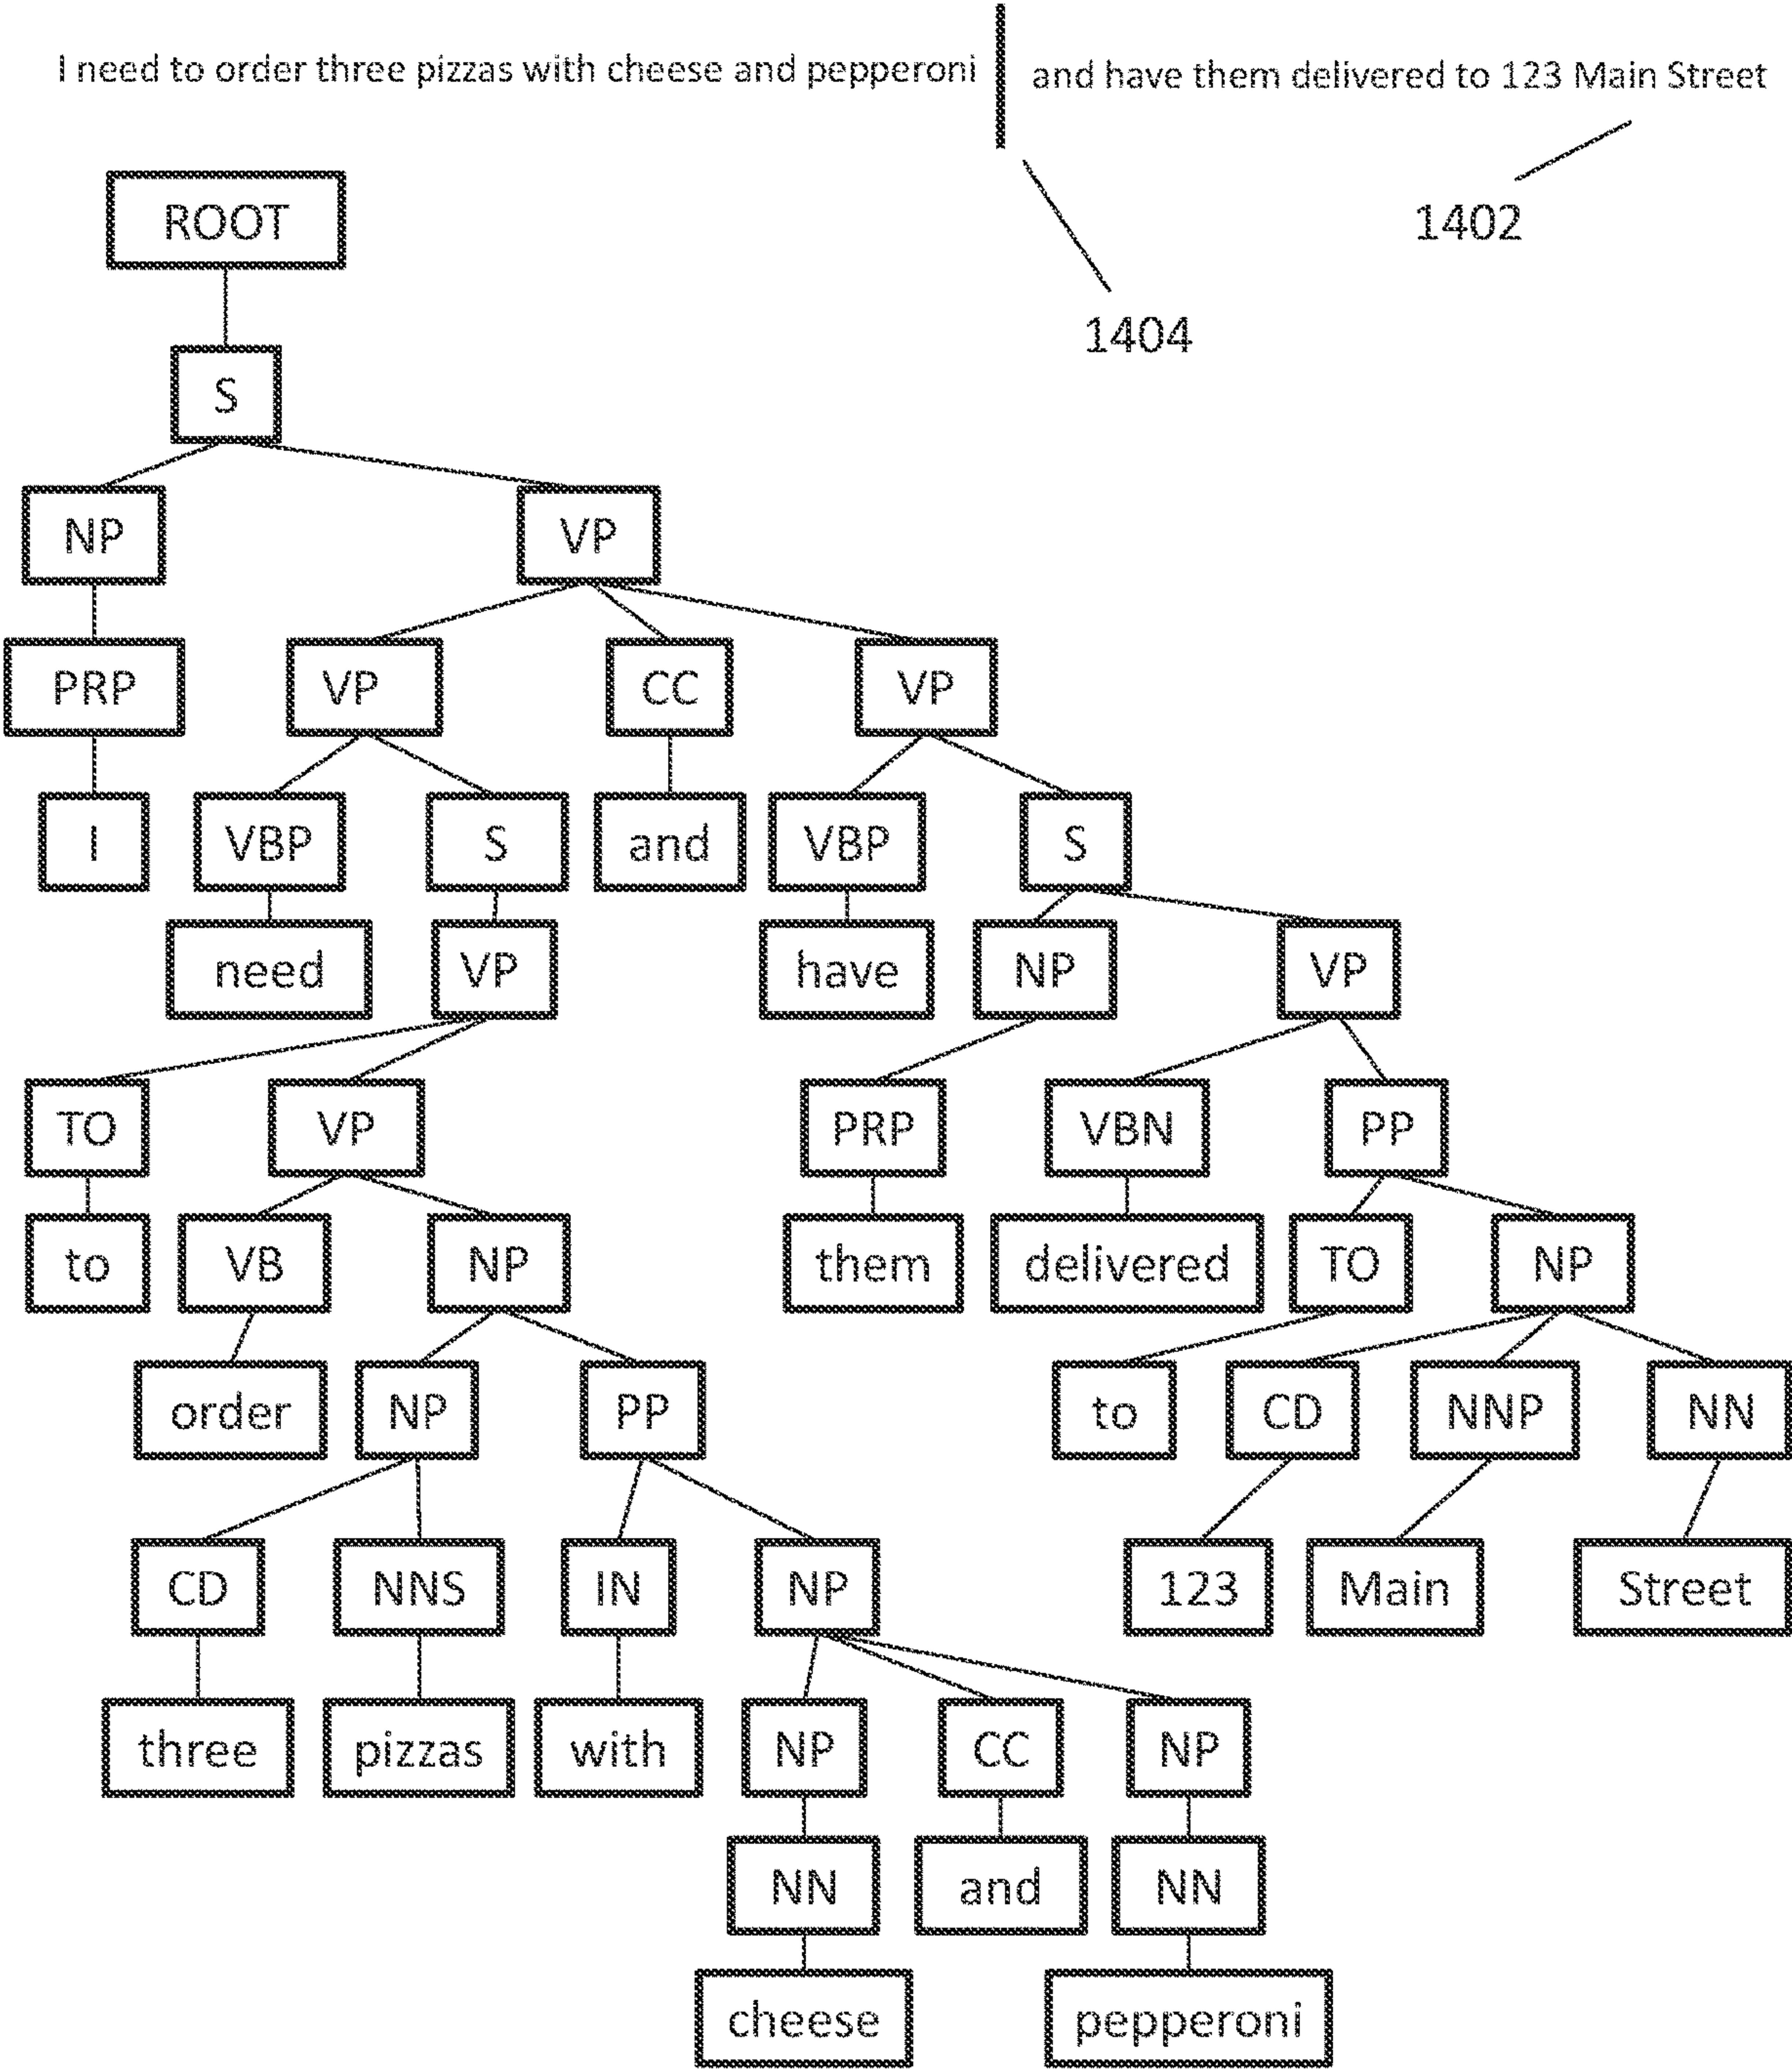 I need to order three pizzas with cheese and pepperoni and have them delivered to 123 Main Street
1402
ROOT
1404
S
NP VP
PRP VP CC VP
I VBP S and VBP S
need VP have NP VP
TO VP PRP VBN PP
to VB NP them delivered TO NP
order NP PP to CD NNP NN
CD NNS IN NP 123 Main Street
three pizzas with NP CC NP
NN and NN
cheese pepperoni